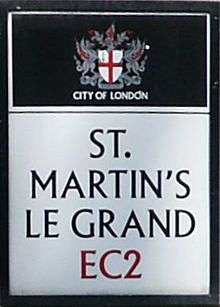 CITY OF LONDON
ST.
MARTIN'S
LE GRAND
EC2